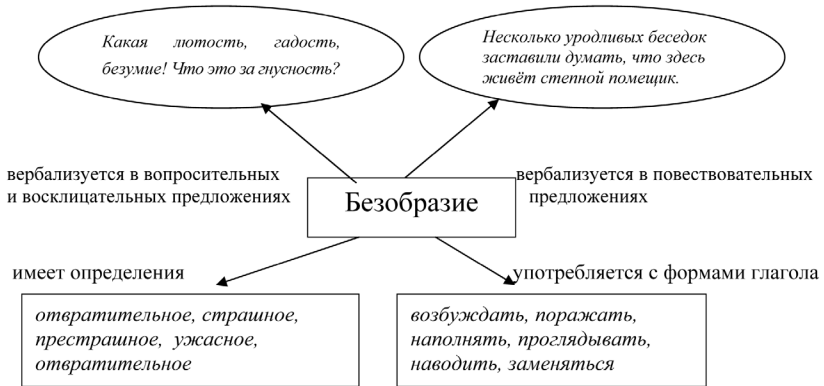 Какая лютость, гадость,
безумие! Что это за гнусность?
Несколько уродливых беседок
заставили думать, что здесь
живёт степной помещик.
вербализуется в вопросительных
и восклицательных предложениях
вербализуется в повествовательных
предложениях
Безобразие
имеет определения
употребляется с формами глагола
отвратительное, страшное,
престрашное, ужасное,
отвратительное
возбуждать, поражать,
наполнять, проглядывать,
наводить, заменяться